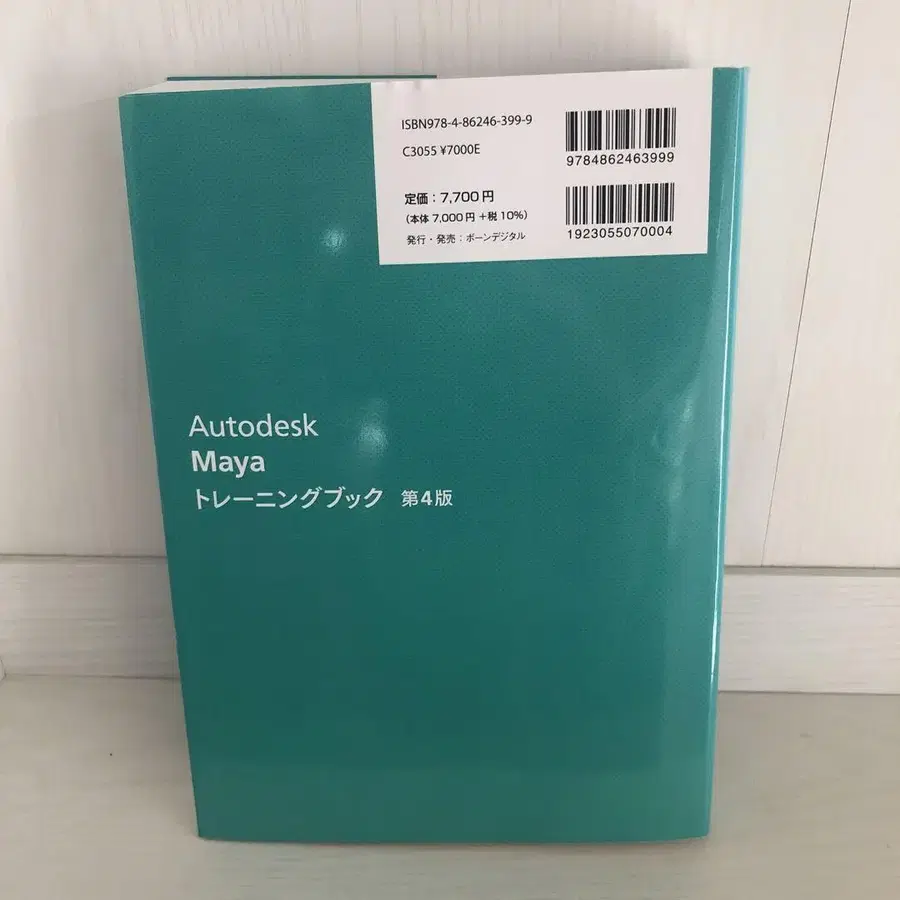 ISBN978-4-86246-399-9
C3055 ¥7000E
9784862463999
定価：7,700円
（本体 7,000円 +税10%）
発行・発売：ボーンデジタル
1923055070004
Autodesk
Maya
トレーニングブック 第4版